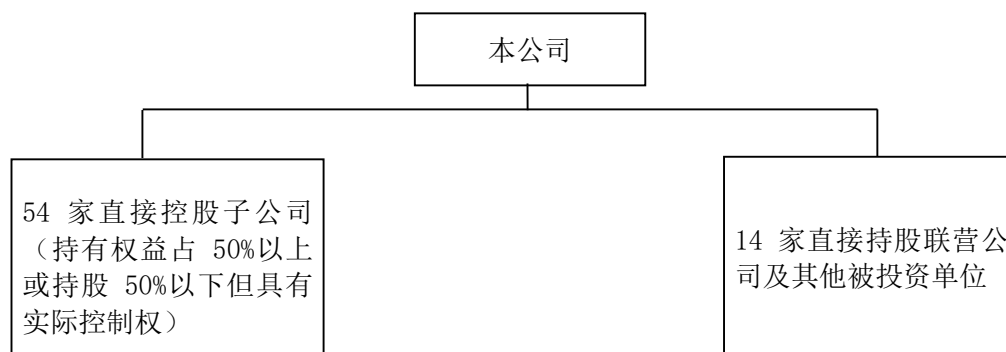 本公司
54 家直接控股子公司
（持有权益占 50%以上
或持股 50%以下但具有
实际控制权）
14 家直接持股联营公
司及其他被投资单位